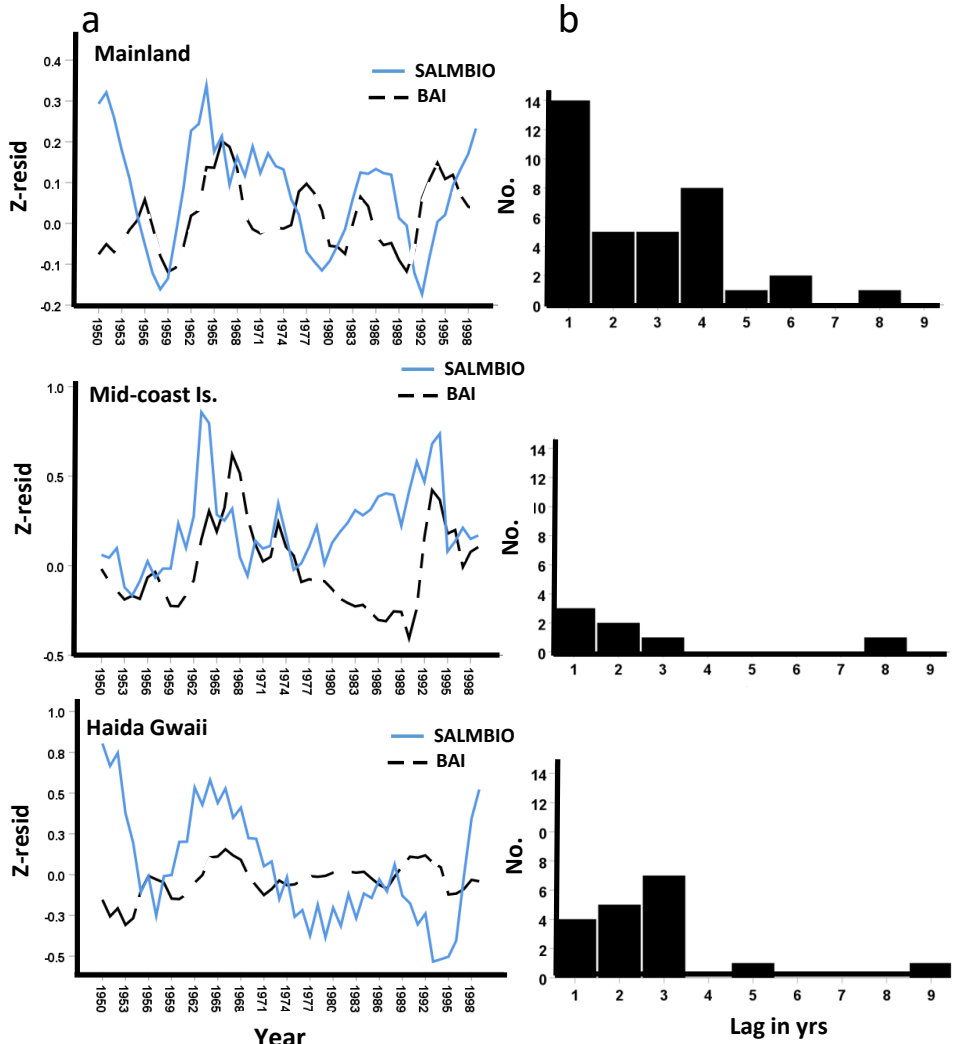 a
b
Mainland
SALMBIO
BAI
Z-resid
0.4
0.3
0.2
0.1
0.0
-0.1
-0.2
1950 1953 1956 1959 1962 1965 1968 1971 1974 1977 1980 1983 1986 1989 1992 1995 1998
No.
14
12
10
8
6
4
2
0
1 2 3 4 5 6 7 8 9
Mid-coast Is.
SALMBIO
BAI
Z-resid
1.0
0.5
0.0
-0.5
1950 1953 1956 1959 1962 1965 1968 1971 1974 1977 1980 1983 1986 1989 1992 1995 1998
No.
14
12
10
8
6
4
2
0
1 2 3 4 5 6 7 8 9
Haida Gwaii
SALMBIO
BAI
Z-resid
1.0
0.8
0.5
0.3
0.0
-0.3
-0.5
1950 1953 1956 1959 1962 1965 1968 1971 1974 1977 1980 1983 1986 1989 1992 1995 1998
Year
No.
14
12
0
8
6
4
2
0
1 2 3 4 5 6 7 8 9
Lag in yrs